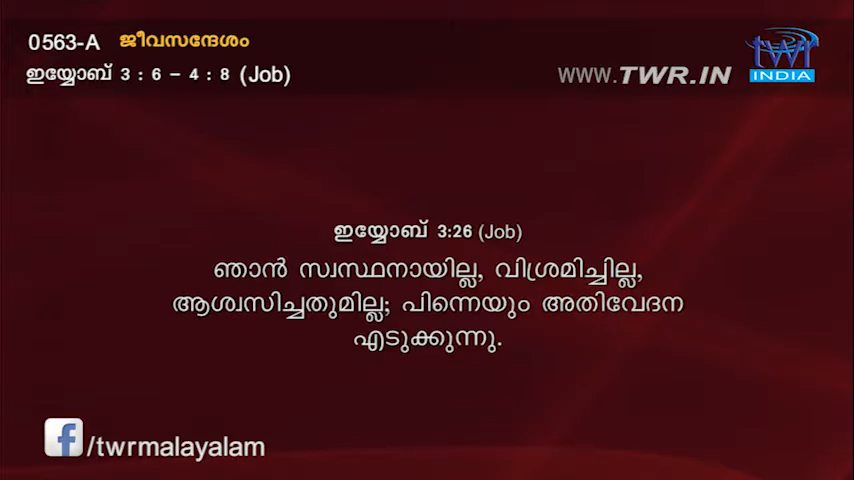 0563-A ജീവസന്ദേശം
ഇയ്യോബ് 3 : 6 – 4 : 8 (Job)
WWW.TWR.IN
twr
INDIA
ഇയ്യോബ് 3:26 (Job)
ഞാൻ സ്വസ്ഥനായില്ല, വിശ്രമിച്ചില്ല,
ആശ്വസിച്ചതുമില്ല; പിന്നെയും അതിവേദന
എടുക്കുന്നു.
f/twrmalayalam